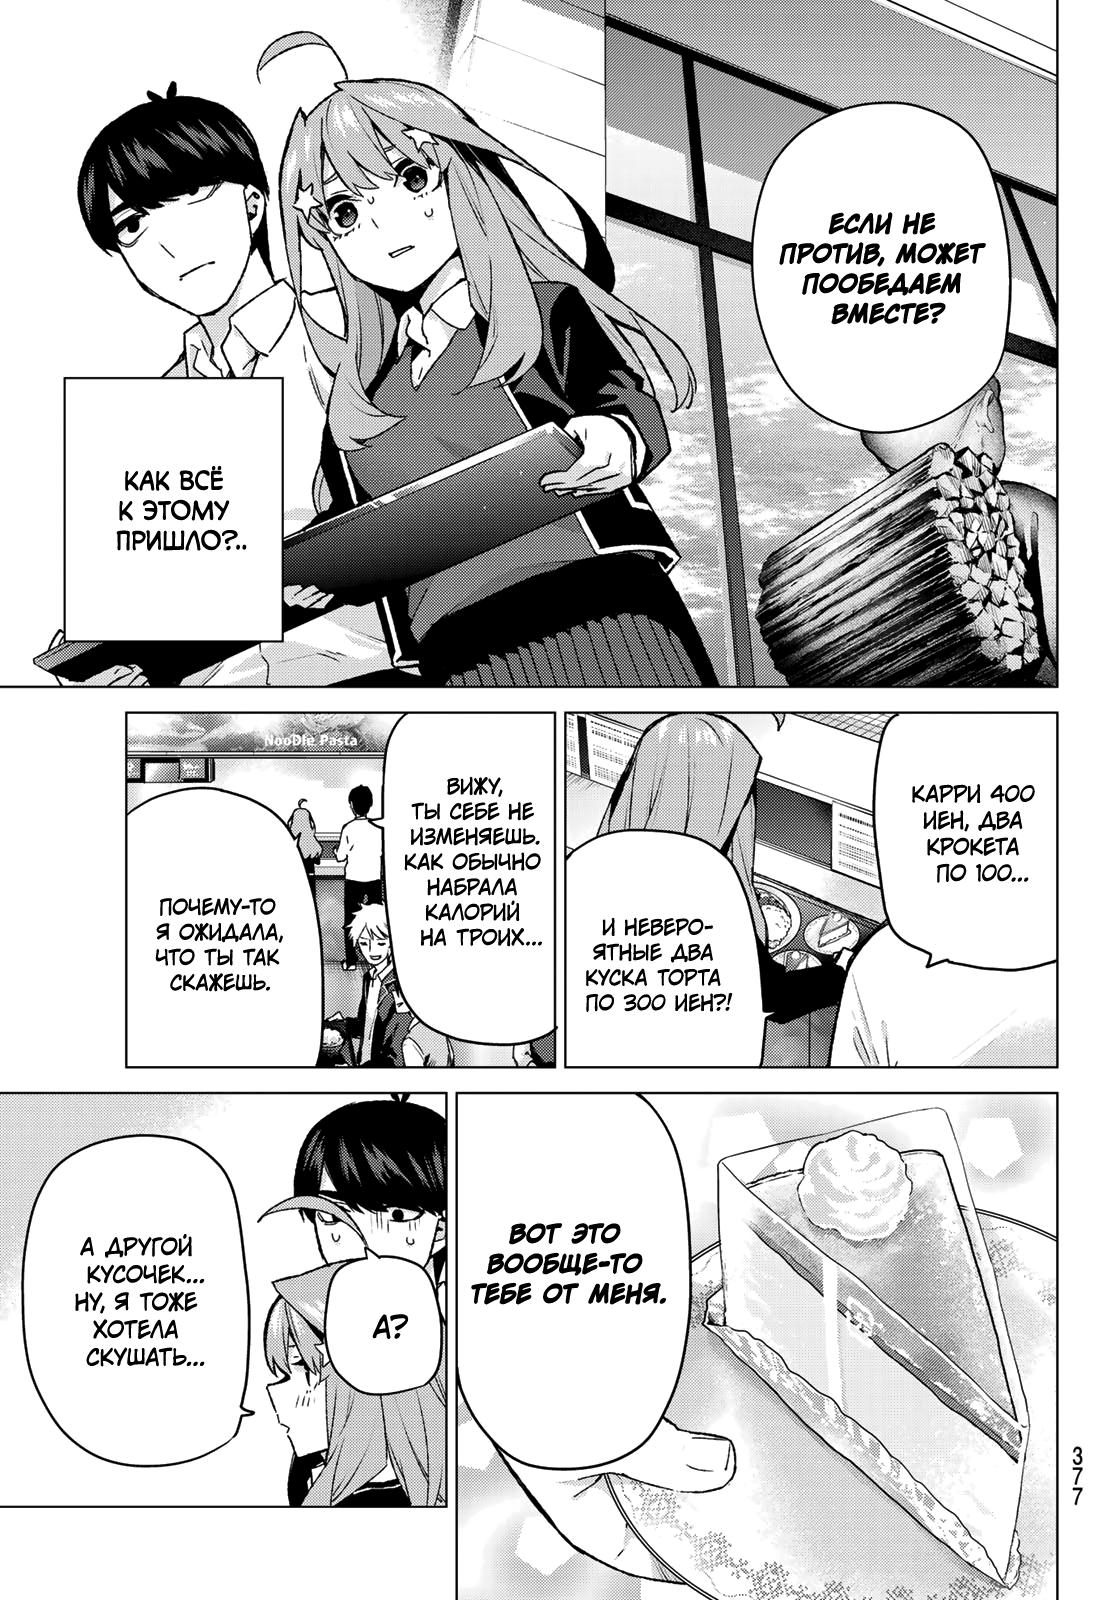 ЕСЛИ НЕ
ПРОТИВ, МОЖЕТ
ПООБЕДАЕМ
ВМЕСТЕ?
КАК ВСЁ
К ЭТОМУ
ПРИШЛО?..
КАРРИ 400
ИЕН, ДВА
КРОКЕТА
ПО 100...
И НЕВЕРО-
ЯТНЫЕ ДВА
КУСКА ТОРТА
ПО 300 ИЕН?!
NooDle Pasta
ВИЖУ,
ТЫ СЕБЕ НЕ
ИЗМЕНЯЕШЬ.
КАК ОБЫЧНО
НАБРАЛА
КАЛОРИЙ
НА ТРОИХ...
ПОЧЕМУ-ТО
Я ОЖИДАЛА,
ЧТО ТЫ ТАК
СКАЖЕШЬ.
ВОТ ЭТО
ВООБЩЕ-ТО
ТЕБЕ ОТ МЕНЯ.
А?
А ДРУГОЙ
КУСОЧЕК...
НУ, Я ТОЖЕ
ХОТЕЛА
СКУШАТЬ...
377